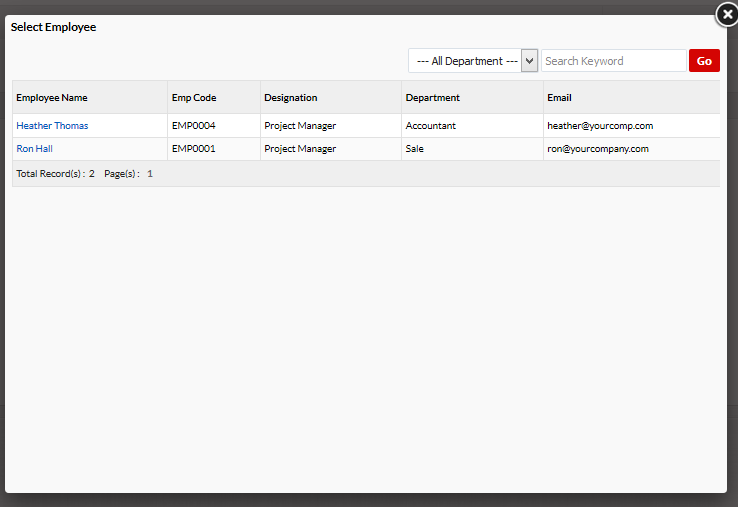 Select Employee
--- All Department --- Search Keyword Go
Employee Name Emp Code Designation Department Email
Heather Thomas EMP0004 Project Manager Accountant heather@yourcomp.com
Ron Hall EMP0001 Project Manager Sale ron@yourcompany.com
Total Record(s) : 2 Page(s) : 1